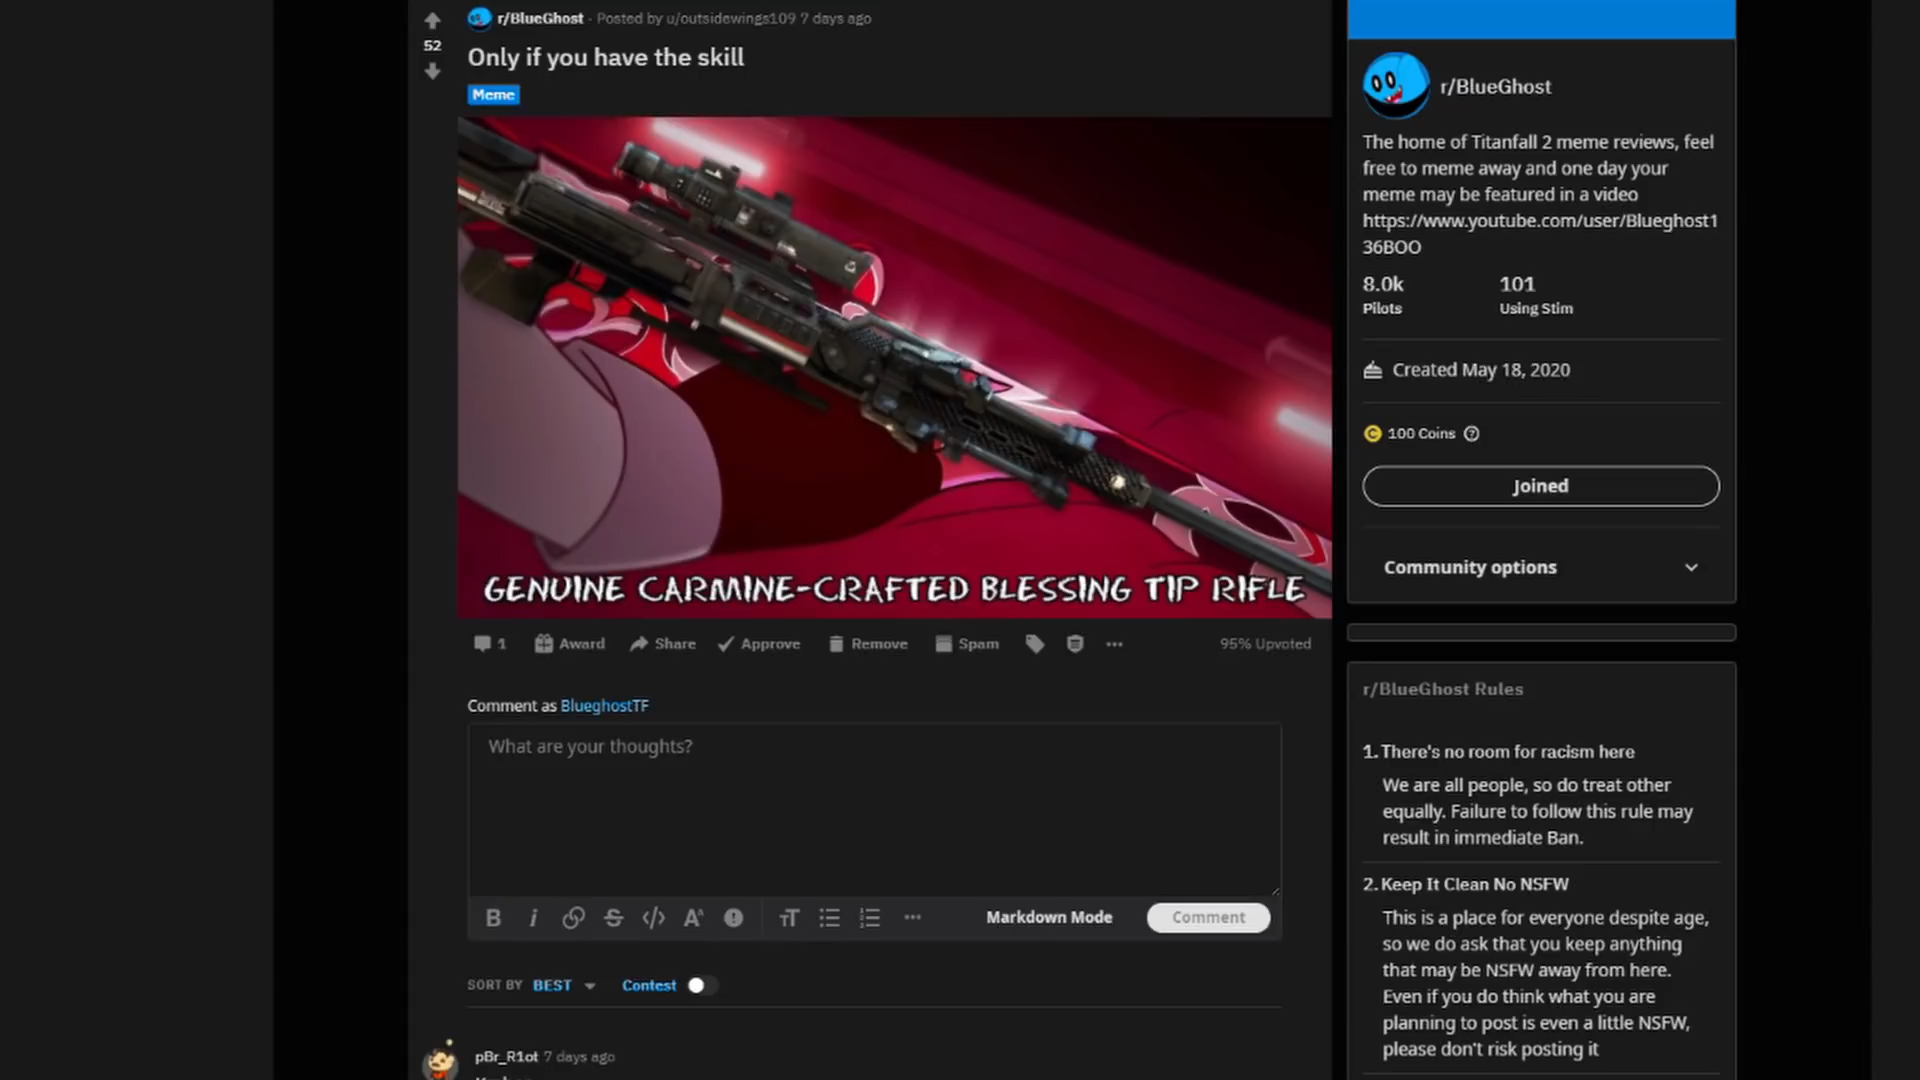 52
r/BlueGhost · Posted by u/outsidewings109 7 days ago
Only if you have the skill
Meme
GENUINE CARMINE-CRAFTED BLESSING TIP RIFLE
1 Award Share Approve Remove Spam 95% Upvoted
Comment as BlueghostTF
What are your thoughts?
Markdown Mode Comment
SORT BY BEST Contest
pBr_R1ot 7 days ago
r/BlueGhost
The home of Titanfall 2 meme reviews, feel
free to meme away and one day your
meme may be featured in a video
https://www.youtube.com/user/Blueghost1
36BOO
8.0k 101
Pilots Using Stim
Created May 18, 2020
100 Coins
Joined
Community options
r/BlueGhost Rules
1. There's no room for racism here
We are all people, so do treat other
equally. Failure to follow this rule may
result in immediate Ban.
2. Keep It Clean No NSFW
This is a place for everyone despite age,
so we do ask that you keep anything
that may be NSFW away from here.
Even if you do think what you are
planning to post is even a little NSFW,
please don't risk posting it